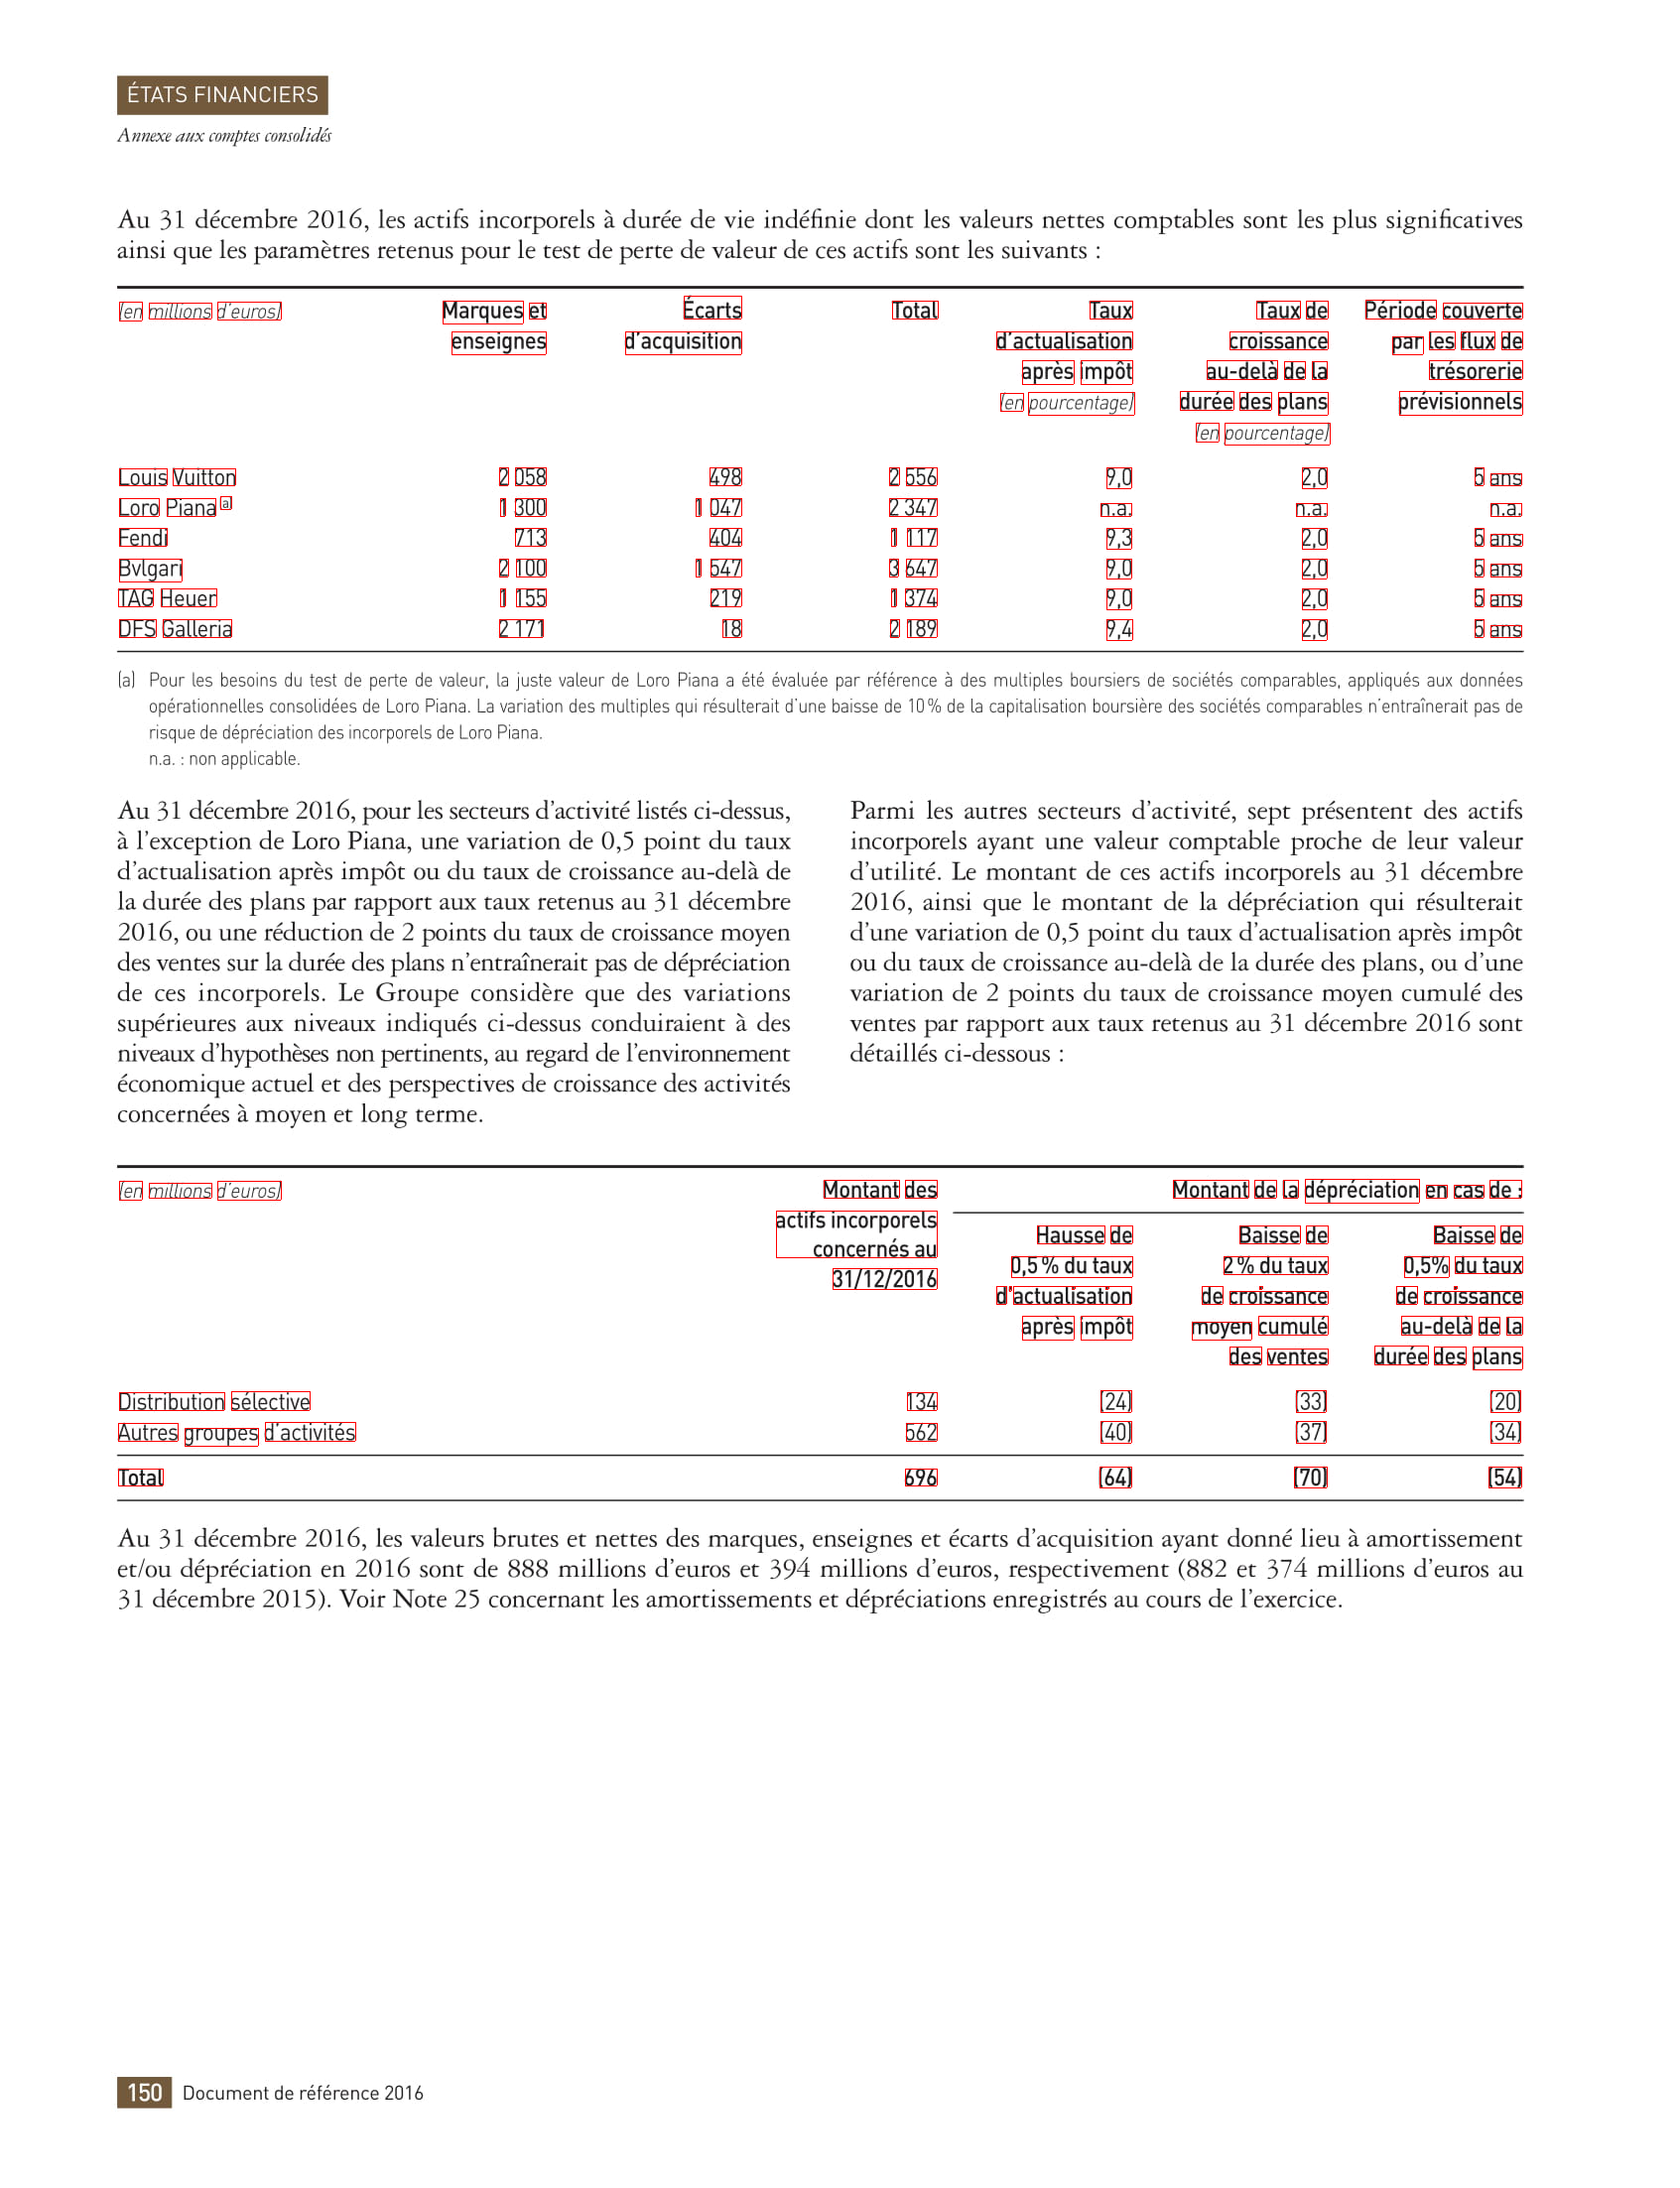 ÉTATS FINANCIERS
Annexe aux comptes consolidés
Au 31 décembre 2016, les actifs incorporels à durée de vie indéfinie dont les valeurs nettes comptables sont les plus significatives
ainsi que les paramètres retenus pour le test de perte de valeur de ces actifs sont les suivants :
(en millions d'euros) Marques et Écarts Total Taux Taux de Période couverte
enseignes d'acquisition d'actualisation croissance par les flux de
après impôt au-delà de la trésorerie
(en pourcentage) durée des plans prévisionnels
(en pourcentage)
Louis Vuitton 2 058 498 2 556 9,0 2,0 5 ans
Loro Piana (a) 1 300 1 047 2 347 n.a. n.a. n.a.
Fendi 713 404 1 117 9,3 2,0 5 ans
Bvlgari 2 100 1 547 3 647 9,0 2,0 5 ans
TAG Heuer 1 155 219 1 374 9,0 2,0 5 ans
DFS Galleria 2 171 18 2 189 9,4 2,0 5 ans
(a) Pour les besoins du test de perte de valeur, la juste valeur de Loro Piana a été évaluée par référence à des multiples boursiers de sociétés comparables, appliqués aux données
opérationnelles consolidées de Loro Piana. La variation des multiples qui résulterait d'une baisse de 10 % de la capitalisation boursière des sociétés comparables n'entraînerait pas de
risque de dépréciation des incorporels de Loro Piana.
n.a. : non applicable.
Au 31 décembre 2016, pour les secteurs d'activité listés ci-dessus,
à l'exception de Loro Piana, une variation de 0,5 point du taux
d'actualisation après impôt ou du taux de croissance au-delà de
la durée des plans par rapport aux taux retenus au 31 décembre
2016, ou une réduction de 2 points du taux de croissance moyen
des ventes sur la durée des plans n'entraînerait pas de dépréciation
de ces incorporels. Le Groupe considère que des variations
supérieures aux niveaux indiqués ci-dessus conduiraient à des
niveaux d'hypothèses non pertinents, au regard de l'environnement
économique actuel et des perspectives de croissance des activités
concernées à moyen et long terme.
Parmi les autres secteurs d'activité, sept présentent des actifs
incorporels ayant une valeur comptable proche de leur valeur
d'utilité. Le montant de ces actifs incorporels au 31 décembre
2016, ainsi que le montant de la dépréciation qui résulterait
d'une variation de 0,5 point du taux d'actualisation après impôt
ou du taux de croissance au-delà de la durée des plans, ou d'une
variation de 2 points du taux de croissance moyen cumulé des
ventes par rapport aux taux retenus au 31 décembre 2016 sont
détaillés ci-dessous :
(en millions d'euros) Montant des Montant de la dépréciation en cas de :
actifs incorporels Hausse de Baisse de Baisse de
concernés au 0,5 % du taux 2 % du taux 0,5% du taux
31/12/2016 d'actualisation de croissance de croissance
après impôt moyen cumulé au-delà de la
des ventes durée des plans
Distribution sélective 134 (24) (33) (20)
Autres groupes d'activités 562 (40) (37) (34)
Total 696 (64) (70) (54)
Au 31 décembre 2016, les valeurs brutes et nettes des marques, enseignes et écarts d'acquisition ayant donné lieu à amortissement
et/ou dépréciation en 2016 sont de 888 millions d'euros et 394 millions d'euros, respectivement (882 et 374 millions d'euros au
31 décembre 2015). Voir Note 25 concernant les amortissements et dépréciations enregistrés au cours de l'exercice.
150 Document de référence 2016